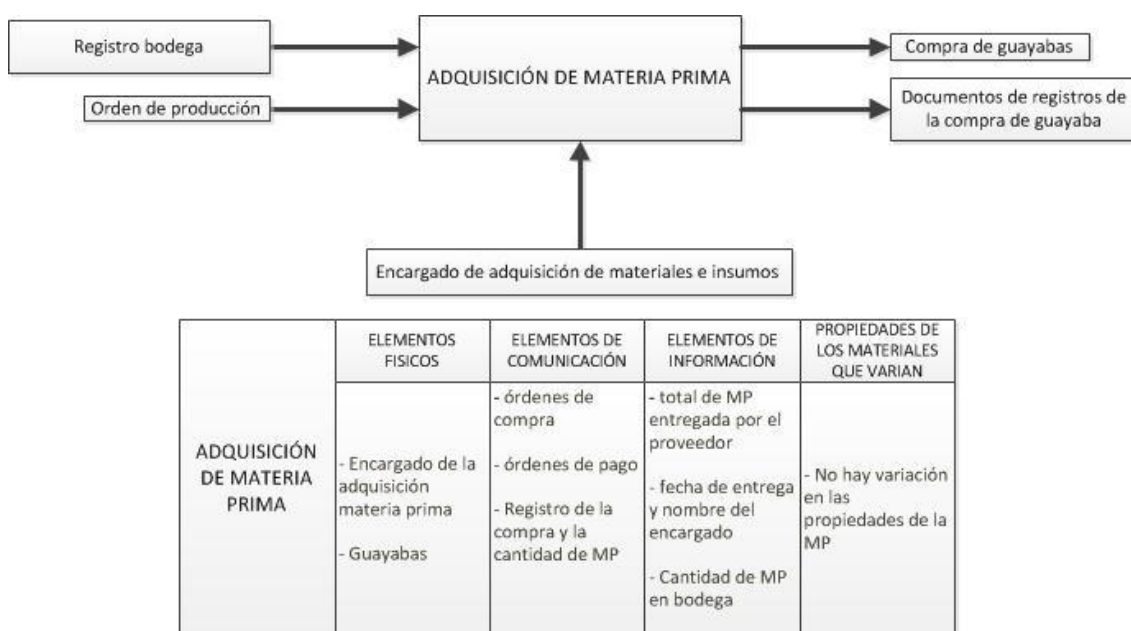 Registro bodega
Orden de producción
ADQUISICIÓN DE MATERIA PRIMA
Compra de guayabas
Documentos de registros de
la compra de guayaba
Encargado de adquisición de materiales e insumos
ELEMENTOS
FISICOS
ELEMENTOS DE
COMUNICACIÓN
ELEMENTOS DE
INFORMACIÓN
PROPIEDADES DE
LOS MATERIALES
QUE VARIAN
ADQUISICIÓN
DE MATERIA
PRIMA
- Encargado de la
adquisición
materia prima
- Guayabas
- órdenes de
compra
- órdenes de pago
- Registro de la
compra y la
cantidad de MP
- total de MP
entregada por el
proveedor
- fecha de entrega
y nombre del
encargado
- Cantidad de MP
en bodega
- No hay variación
en las
propiedades de la
MP